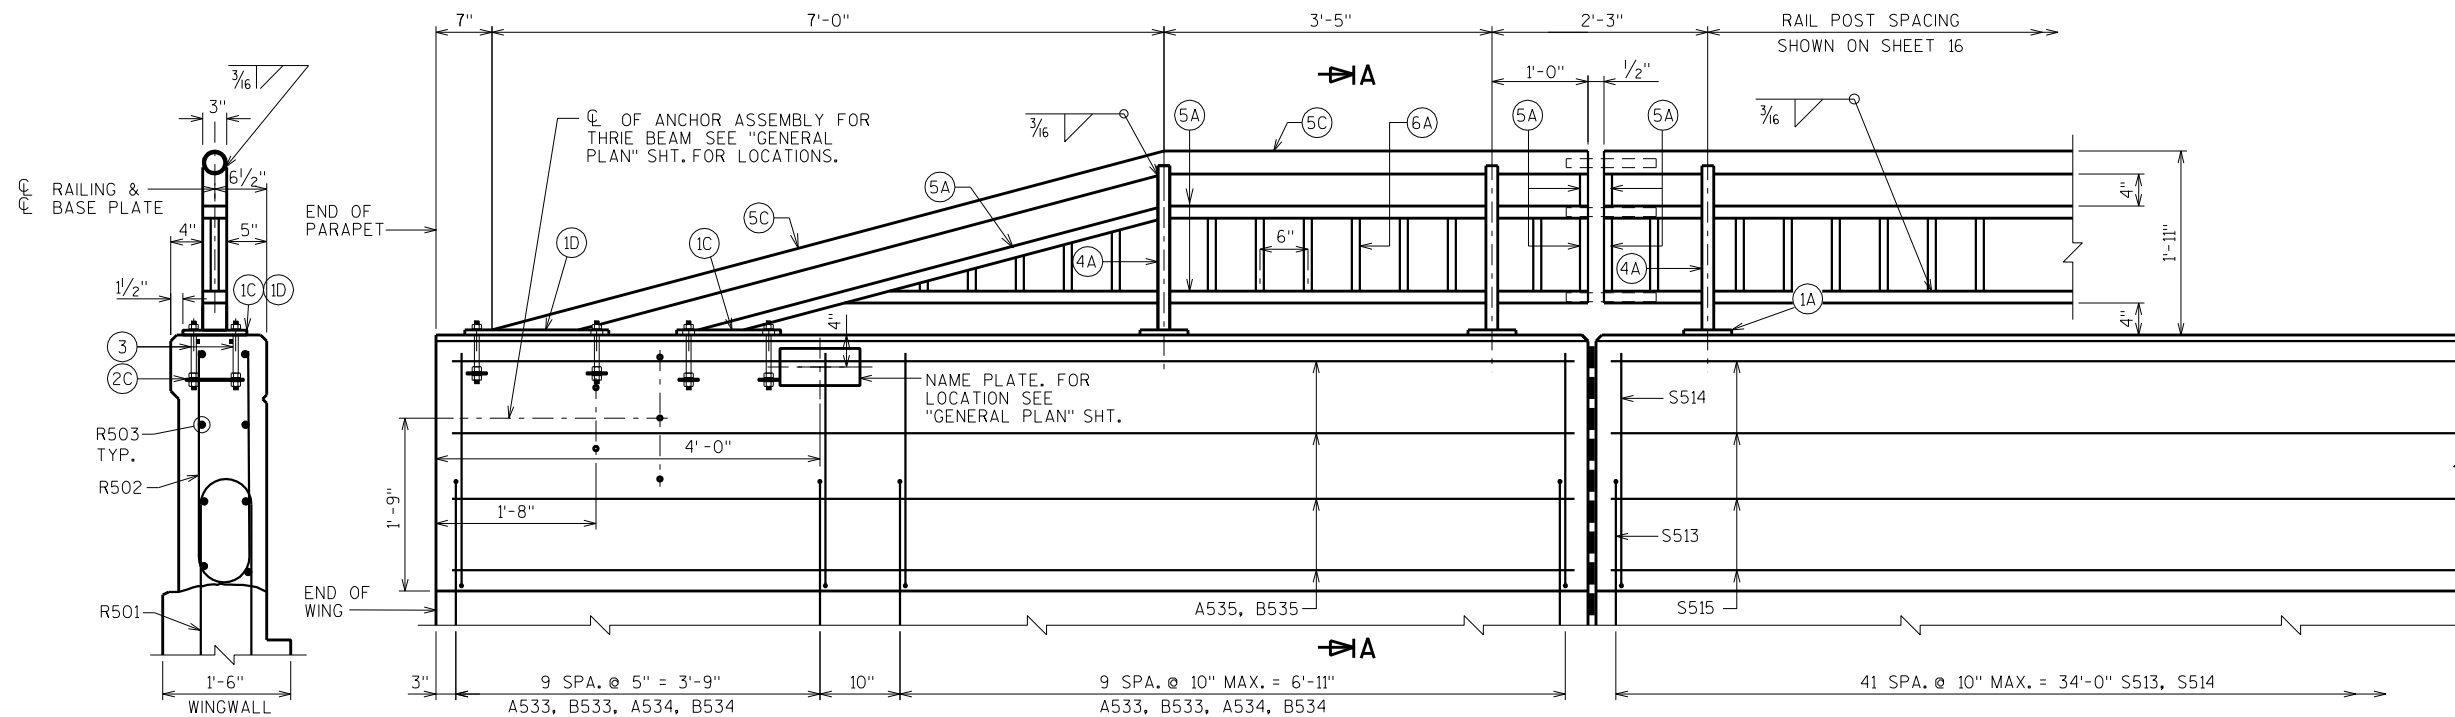 7" 7'-0" 3'-5" 2'-3" RAIL POST SPACING
SHOWN ON SHEET 16
3/16
3"
℄ RAILING &
℄ BASE PLATE
6 1/2"
4" 5"
1 1/2"
1C 1D
3
2C
R503
TYP.
R502
R501
1'-6"
WINGWALL
END OF
PARAPET
END OF
WING
℄ OF ANCHOR ASSEMBLY FOR
THRIE BEAM SEE "GENERAL
PLAN" SHT. FOR LOCATIONS.
A
1'-0" 1/2"
3/16
5A 5C 6A 5A 5A
3/16
5A
5C
1D 1C
4A
6"
4A
1A
4"
1'-11"
4"
4"
NAME PLATE. FOR
LOCATION SEE
"GENERAL PLAN" SHT.
S514
4'-0"
1'-9"
1'-8"
S513
A535, B535
S515
A
3" 9 SPA. @ 5" = 3'-9" 10" 9 SPA. @ 10" MAX. = 6'-11" 41 SPA. @ 10" MAX. = 34'-0" S513, S514
A533, B533, A534, B534 A533, B533, A534, B534